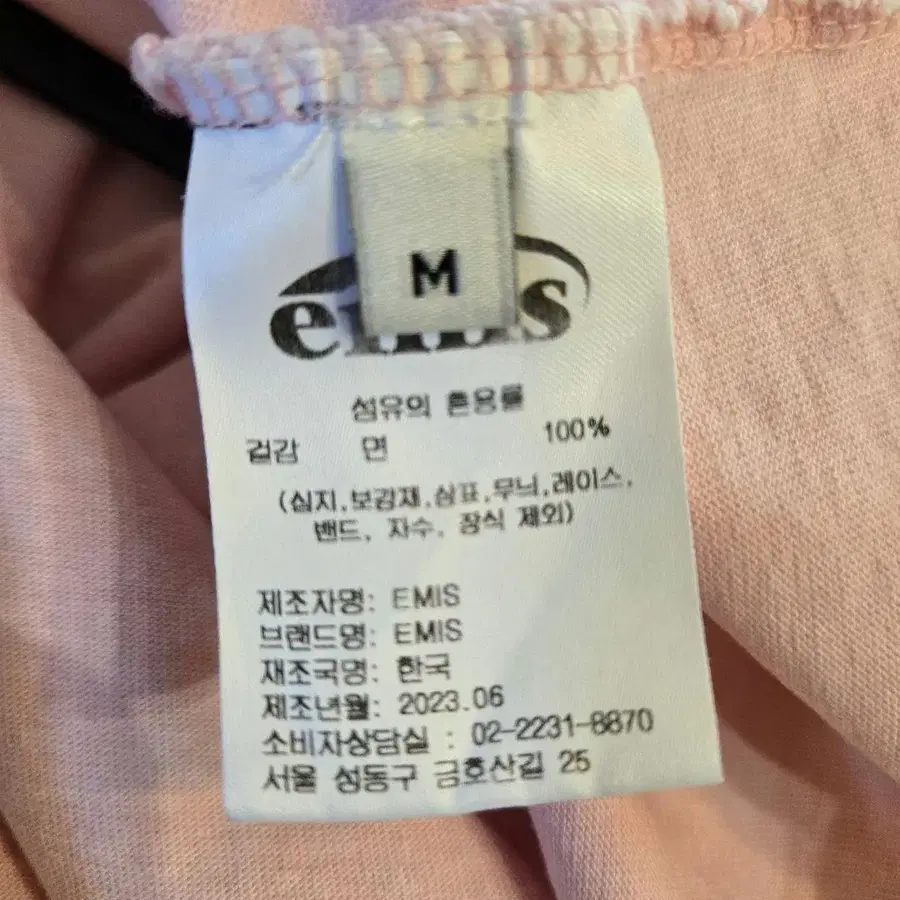 M
emis
섬유의 혼용률
겉감 면 100%
(심지,보강재,상표,무늬,레이스,
밴드, 자수, 장식 제외)
제조자명: EMIS
브랜드명: EMIS
재조국명: 한국
제조년월: 2023.06
소비자상담실 : 02-2231-8870
서울 성동구 금호산길 25